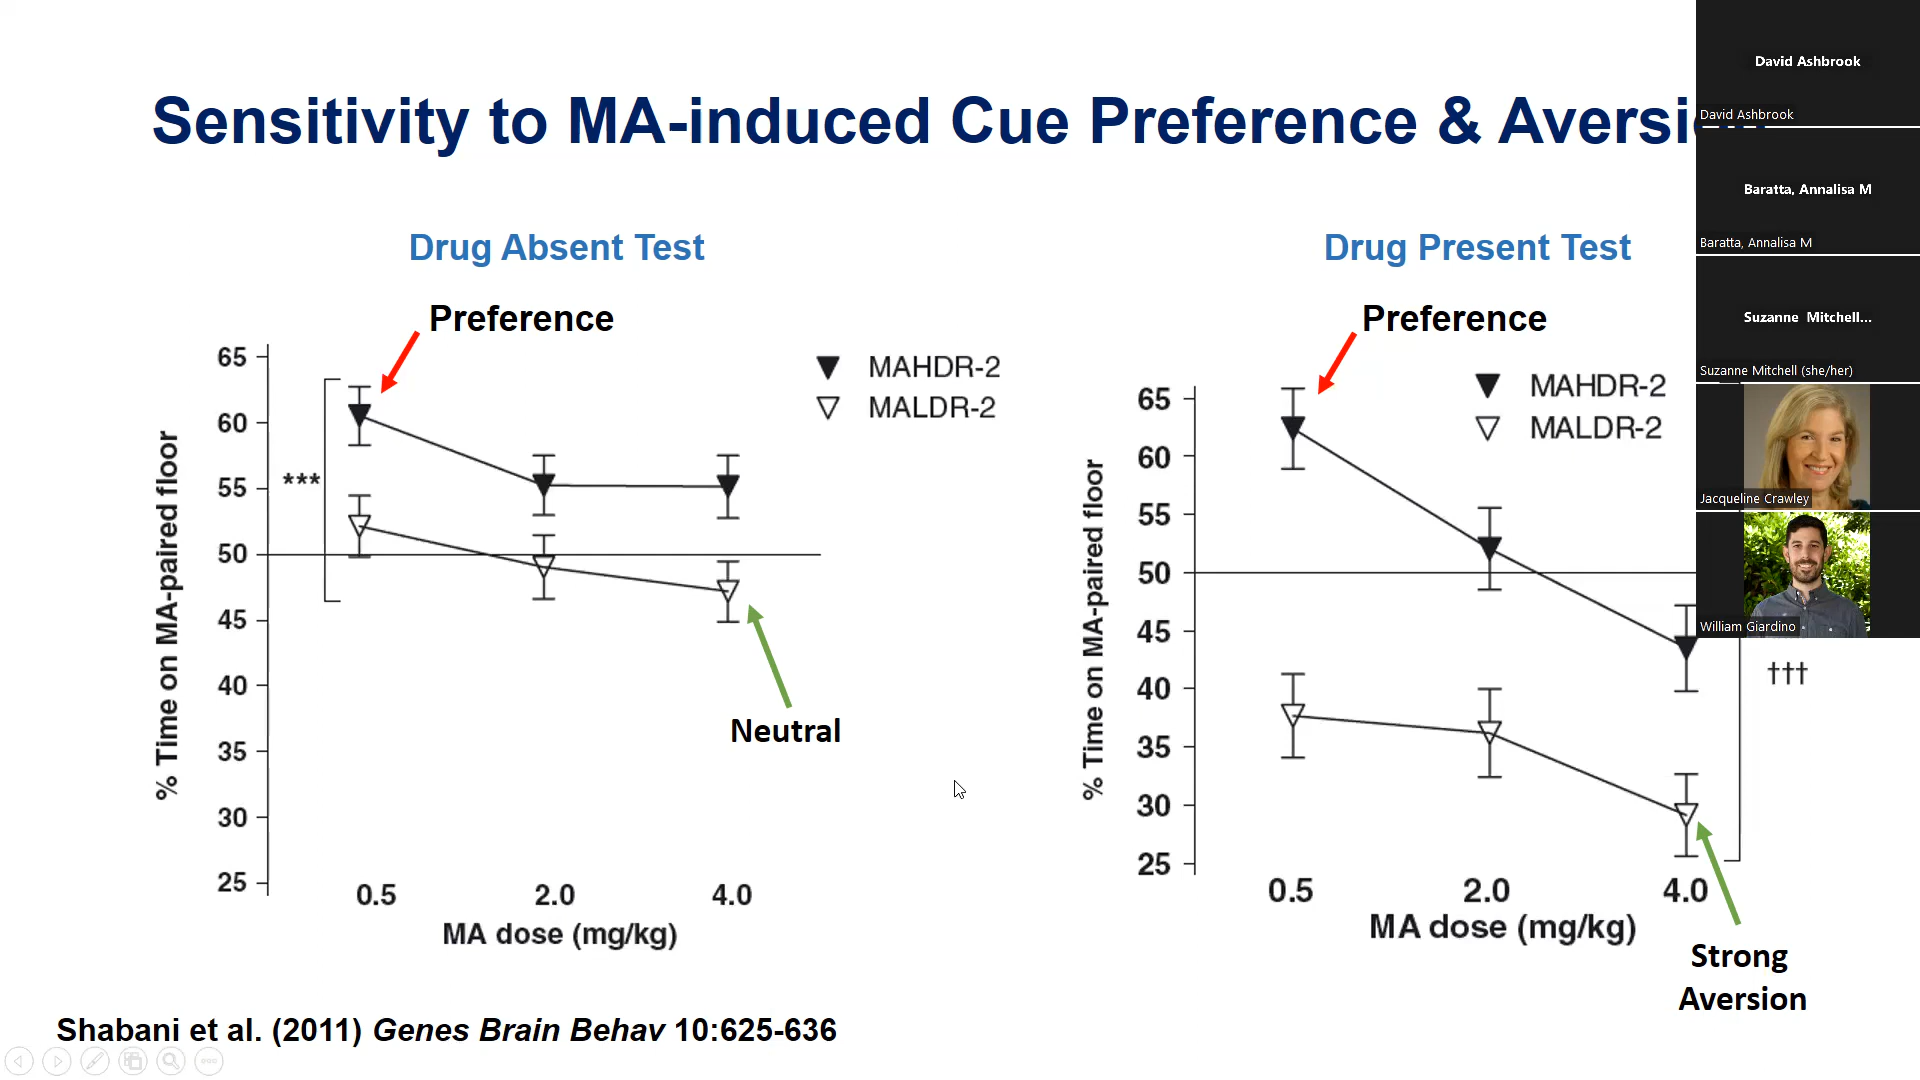 Sensitivity to MA-induced Cue Preference & Aversi
Drug Absent Test
Preference
MAHDR-2
MALDR-2
% Time on MA-paired floor
65
60
55
50
45
40
35
30
25
***
Neutral
0.5 2.0 4.0
MA dose (mg/kg)
Drug Present Test
Preference
MAHDR-2
MALDR-2
% Time on MA-paired floor
65
60
55
50
45
40
35
30
25
†††
0.5 2.0 4.0
MA dose (mg/kg)
Strong
Aversion
Shabani et al. (2011) Genes Brain Behav 10:625-636
David Ashbrook
David Ashbrook
Baratta, Annalisa M
Baratta, Annalisa M
Suzanne Mitchell...
Suzanne Mitchell (she/her)
Jacqueline Crawley
William Giardino